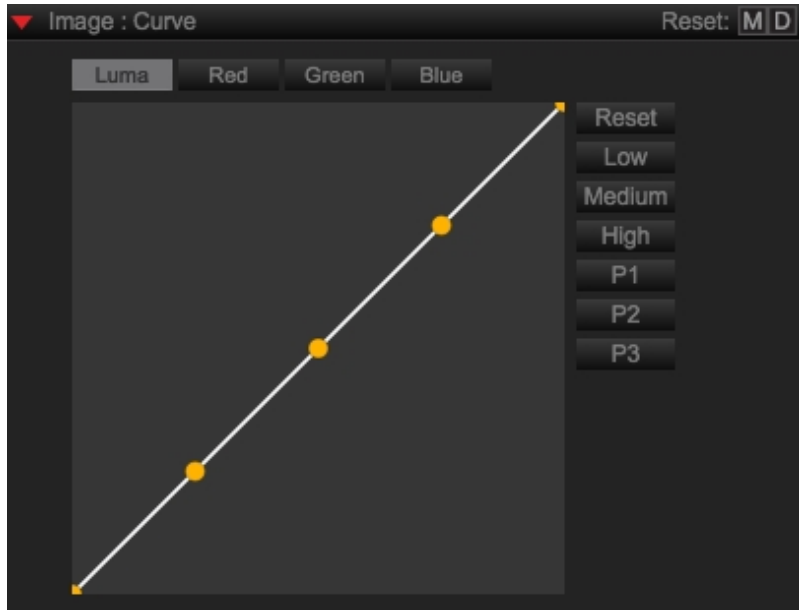 Image : Curve Reset: M D
Luma Red Green Blue
Reset
Low
Medium
High
P1
P2
P3